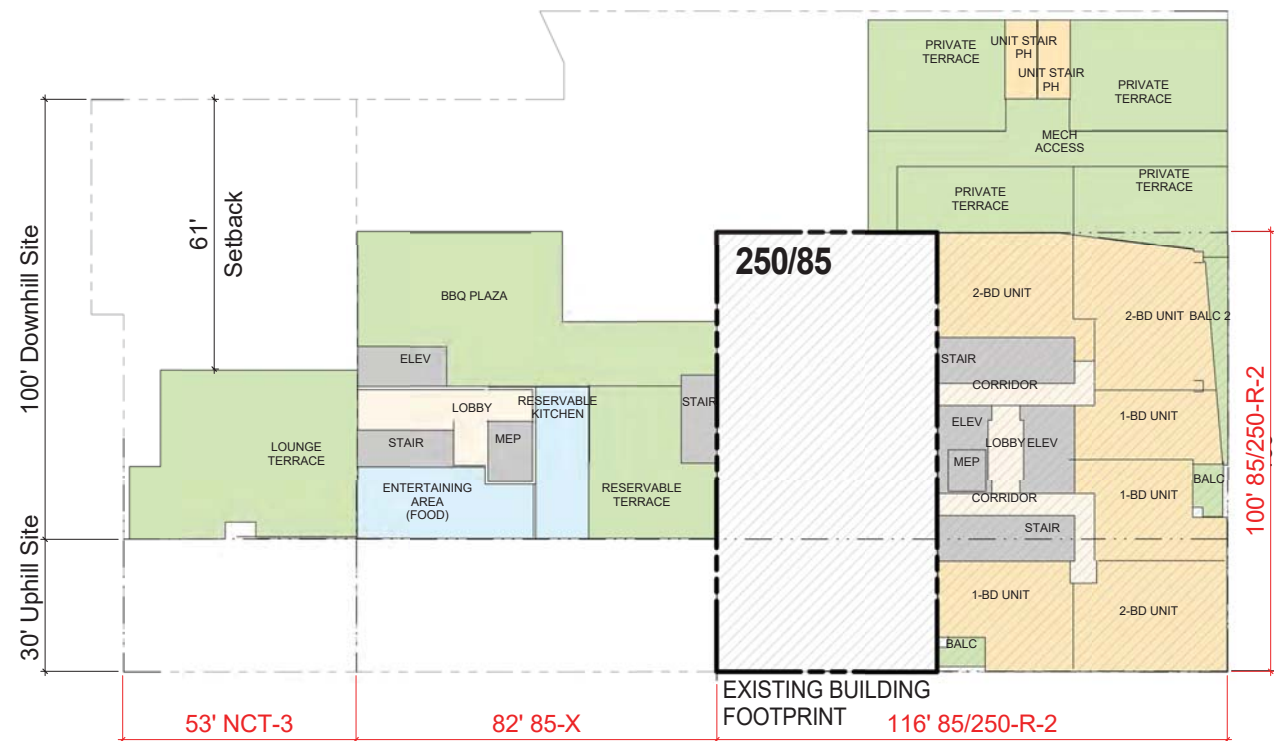 PRIVATE
TERRACE
UNIT STAIR
PH
UNIT STAIR
PH
PRIVATE
TERRACE
MECH
ACCESS
PRIVATE
TERRACE
PRIVATE
TERRACE
100' Downhill Site
61'
Setback
30' Uphill Site
BBQ PLAZA
ELEV
LOBBY
RESERVABLE
KITCHEN
STAIR
STAIR
MEP
LOUNGE
TERRACE
ENTERTAINING
AREA
(FOOD)
RESERVABLE
TERRACE
250/85
2-BD UNIT
2-BD UNIT
BALC 2
STAIR
CORRIDOR
1-BD UNIT
ELEV
LOBBY
ELEV
MEP
1-BD UNIT
BALC
CORRIDOR
STAIR
1-BD UNIT
2-BD UNIT
BALC
100' 85/250-R-2
EXISTING BUILDING
FOOTPRINT
53' NCT-3
82' 85-X
116' 85/250-R-2